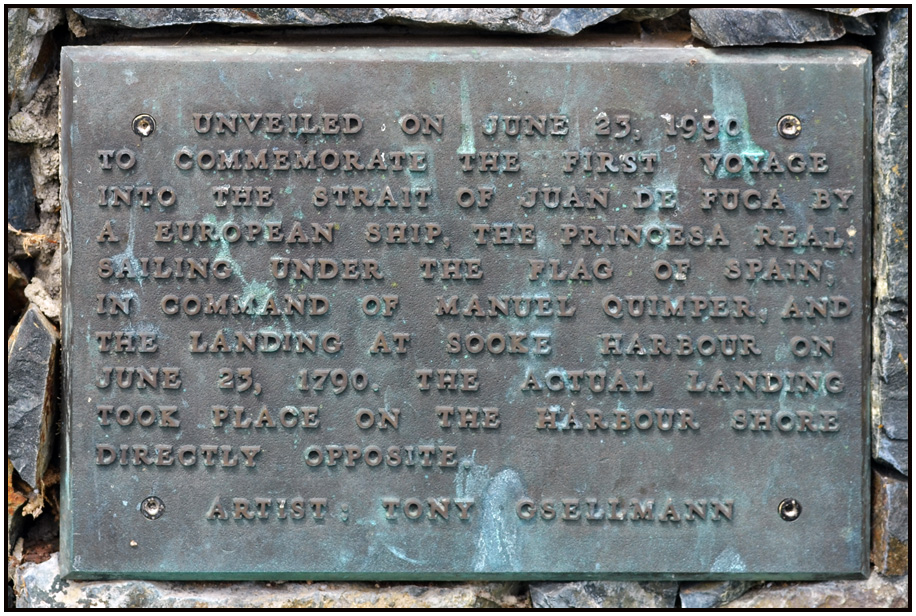 UNVEILED ON JUNE 23, 1990
TO COMMEMORATE THE FIRST VOYAGE
INTO THE STRAIT OF JUAN DE FUCA BY
A EUROPEAN SHIP, THE PRINCESA REAL,
SAILING UNDER THE FLAG OF SPAIN,
IN COMMAND OF MANUEL QUIMPER, AND
THE LANDING AT SOOKE HARBOUR ON
JUNE 23, 1790. THE ACTUAL LANDING
TOOK PLACE ON THE HARBOUR SHORE
DIRECTLY OPPOSITE.
ARTIST: TONY GSELLMANN